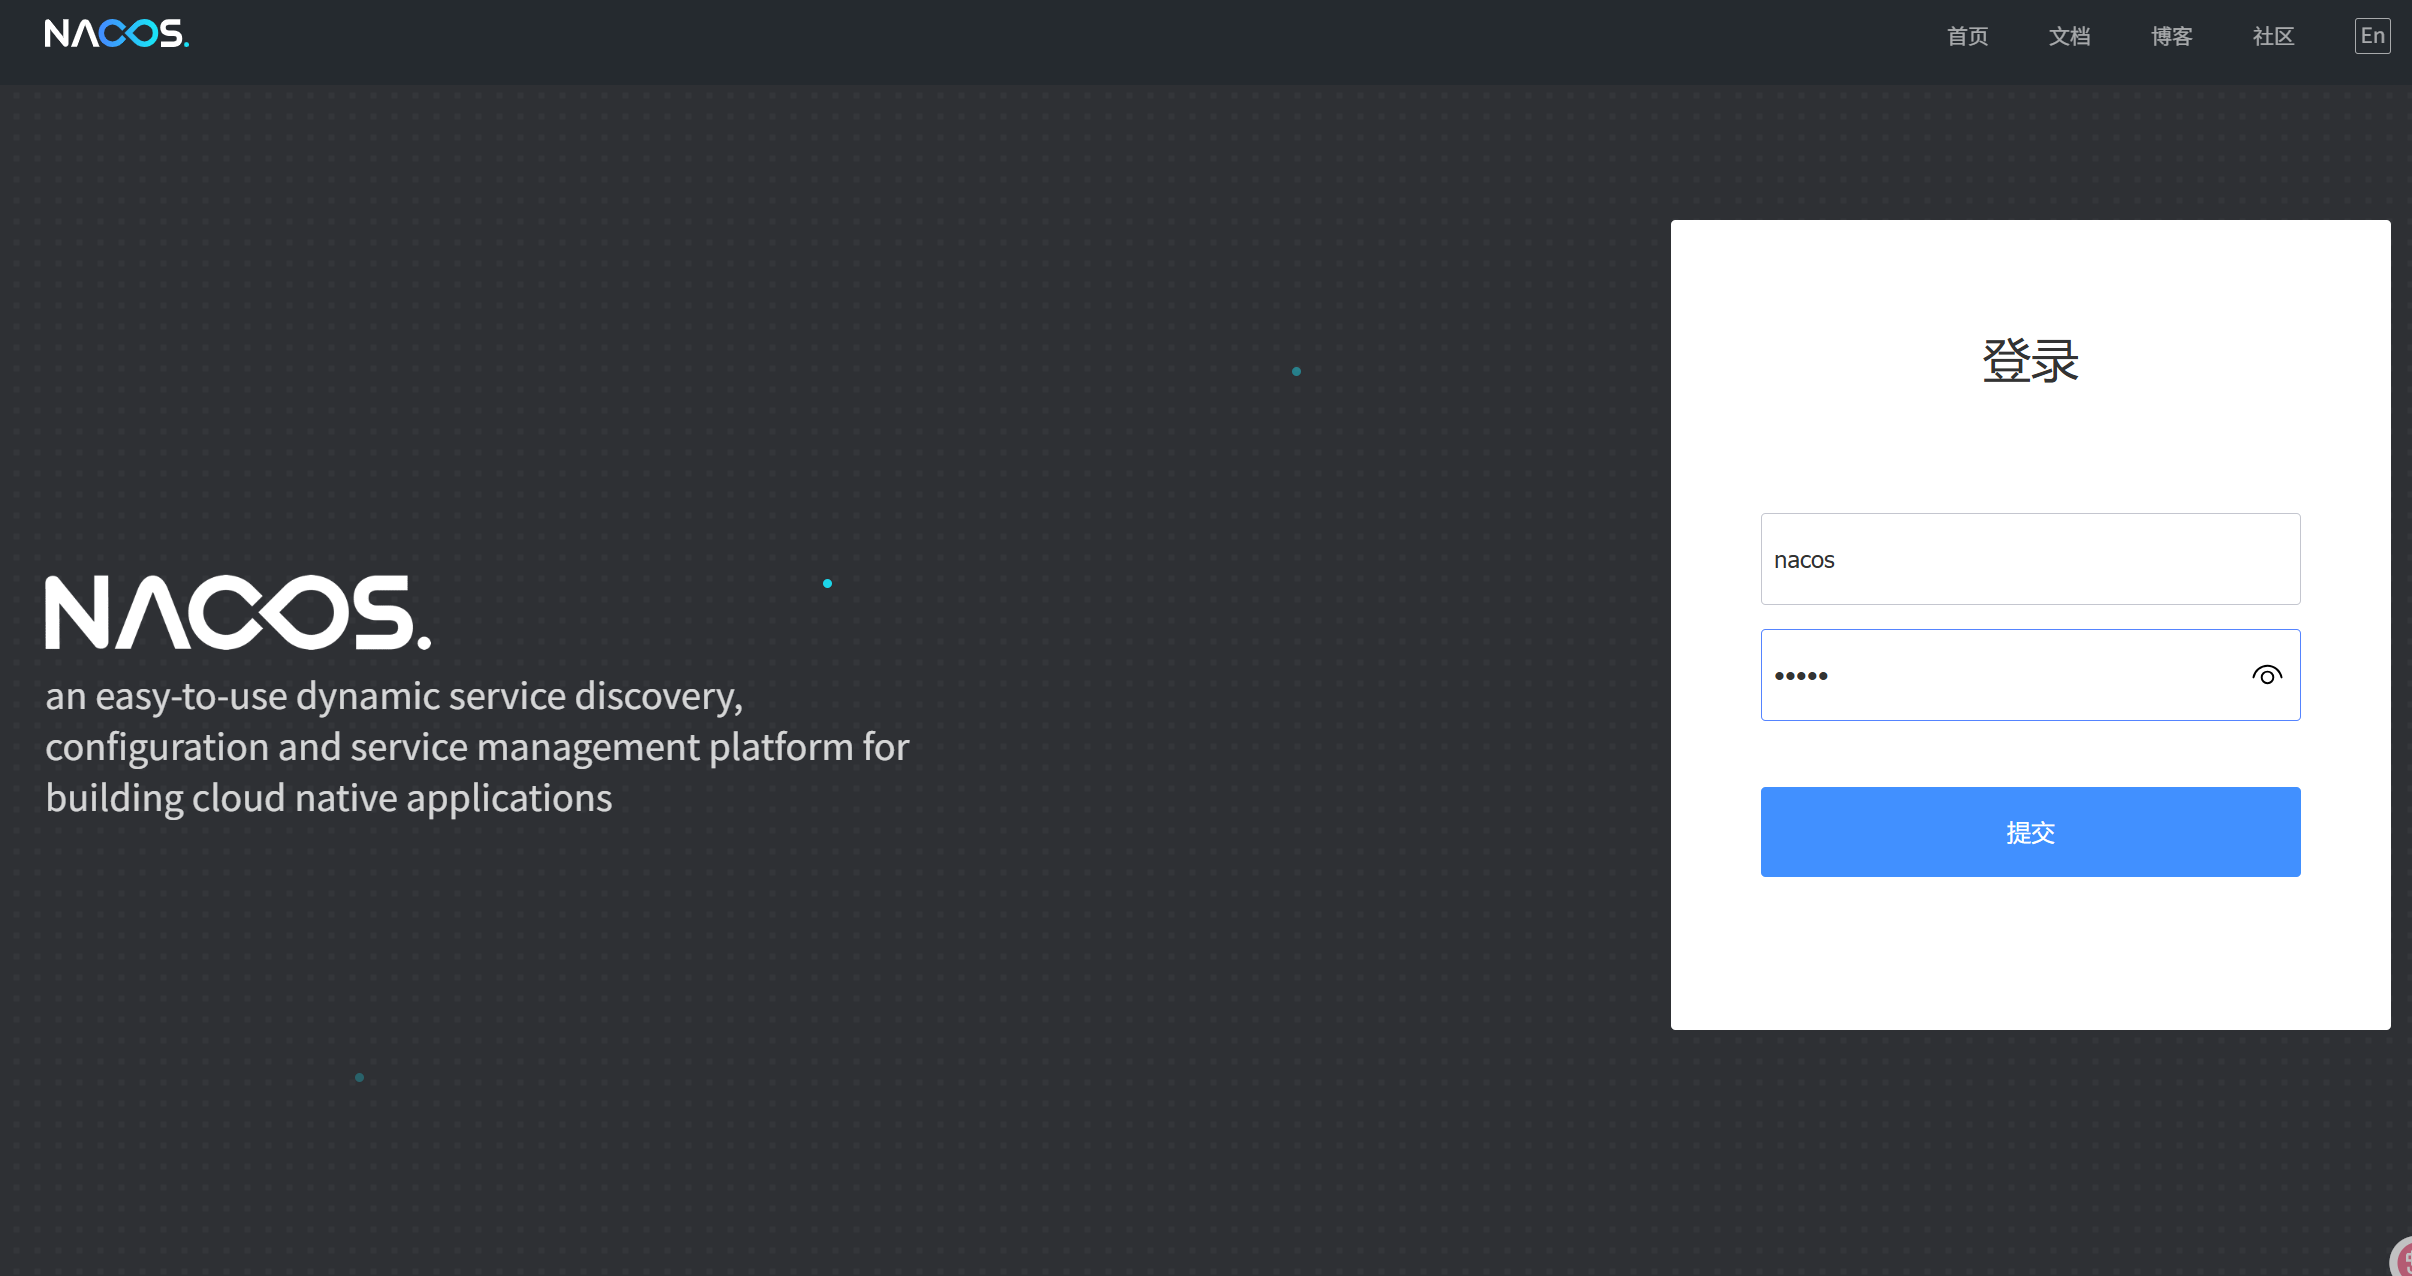 NACOS.
首页
文档
博客
社区
En
登录
nacos
•••••
提交
NACOS.
an easy-to-use dynamic service discovery,
configuration and service management platform for
building cloud native applications